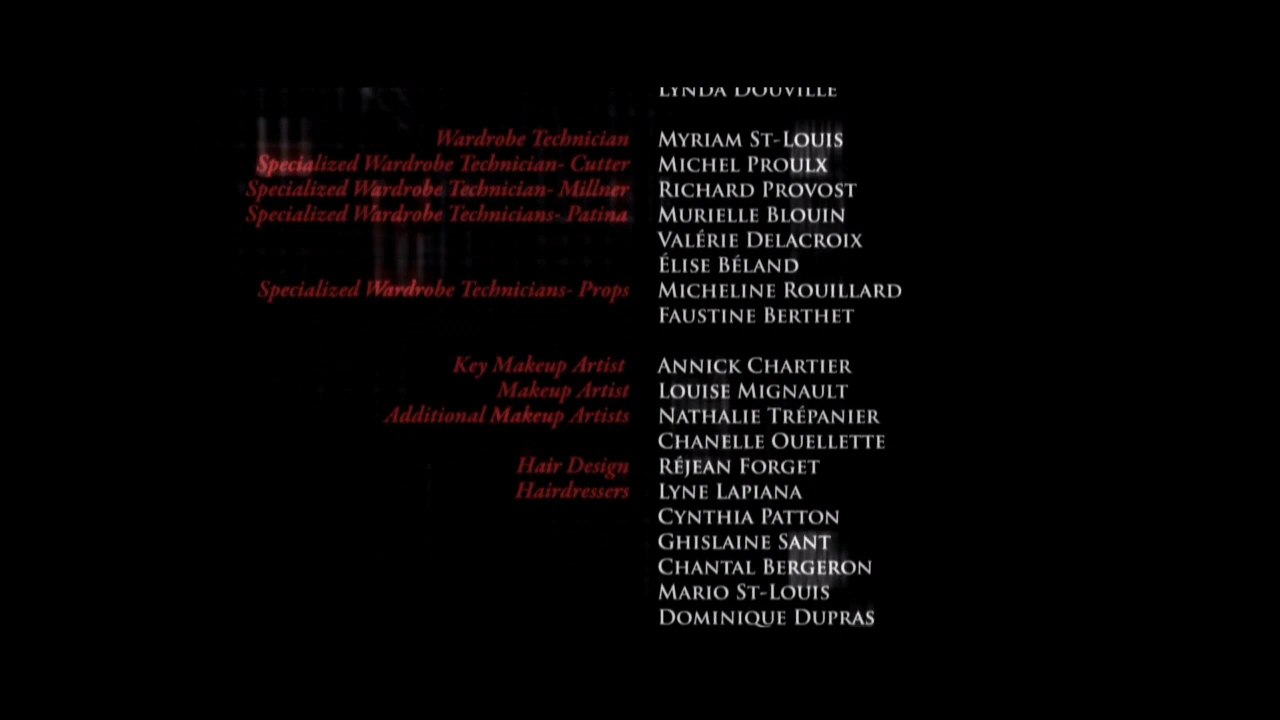 LYNDA DOUVILLE
Wardrobe Technician MYRIAM ST-LOUIS
Specialized Wardrobe Technician- Cutter MICHEL PROULX
Specialized Wardrobe Technician- Millner RICHARD PROVOST
Specialized Wardrobe Technicians- Patina MURIELLE BLOUIN
VALÉRIE DELACROIX
ÉLISE BÉLAND
Specialized Wardrobe Technicians- Props MICHELINE ROUILLARD
FAUSTINE BERTHET
Key Makeup Artist ANNICK CHARTIER
Makeup Artist LOUISE MIGNAULT
Additional Makeup Artists NATHALIE TRÉPANIER
CHANELLE OUELLETTE
Hair Design RÉJEAN FORGET
Hairdressers LYNE LAPIANA
CYNTHIA PATTON
GHISLAINE SANT
CHANTAL BERGERON
MARIO ST-LOUIS
DOMINIQUE DUPRAS